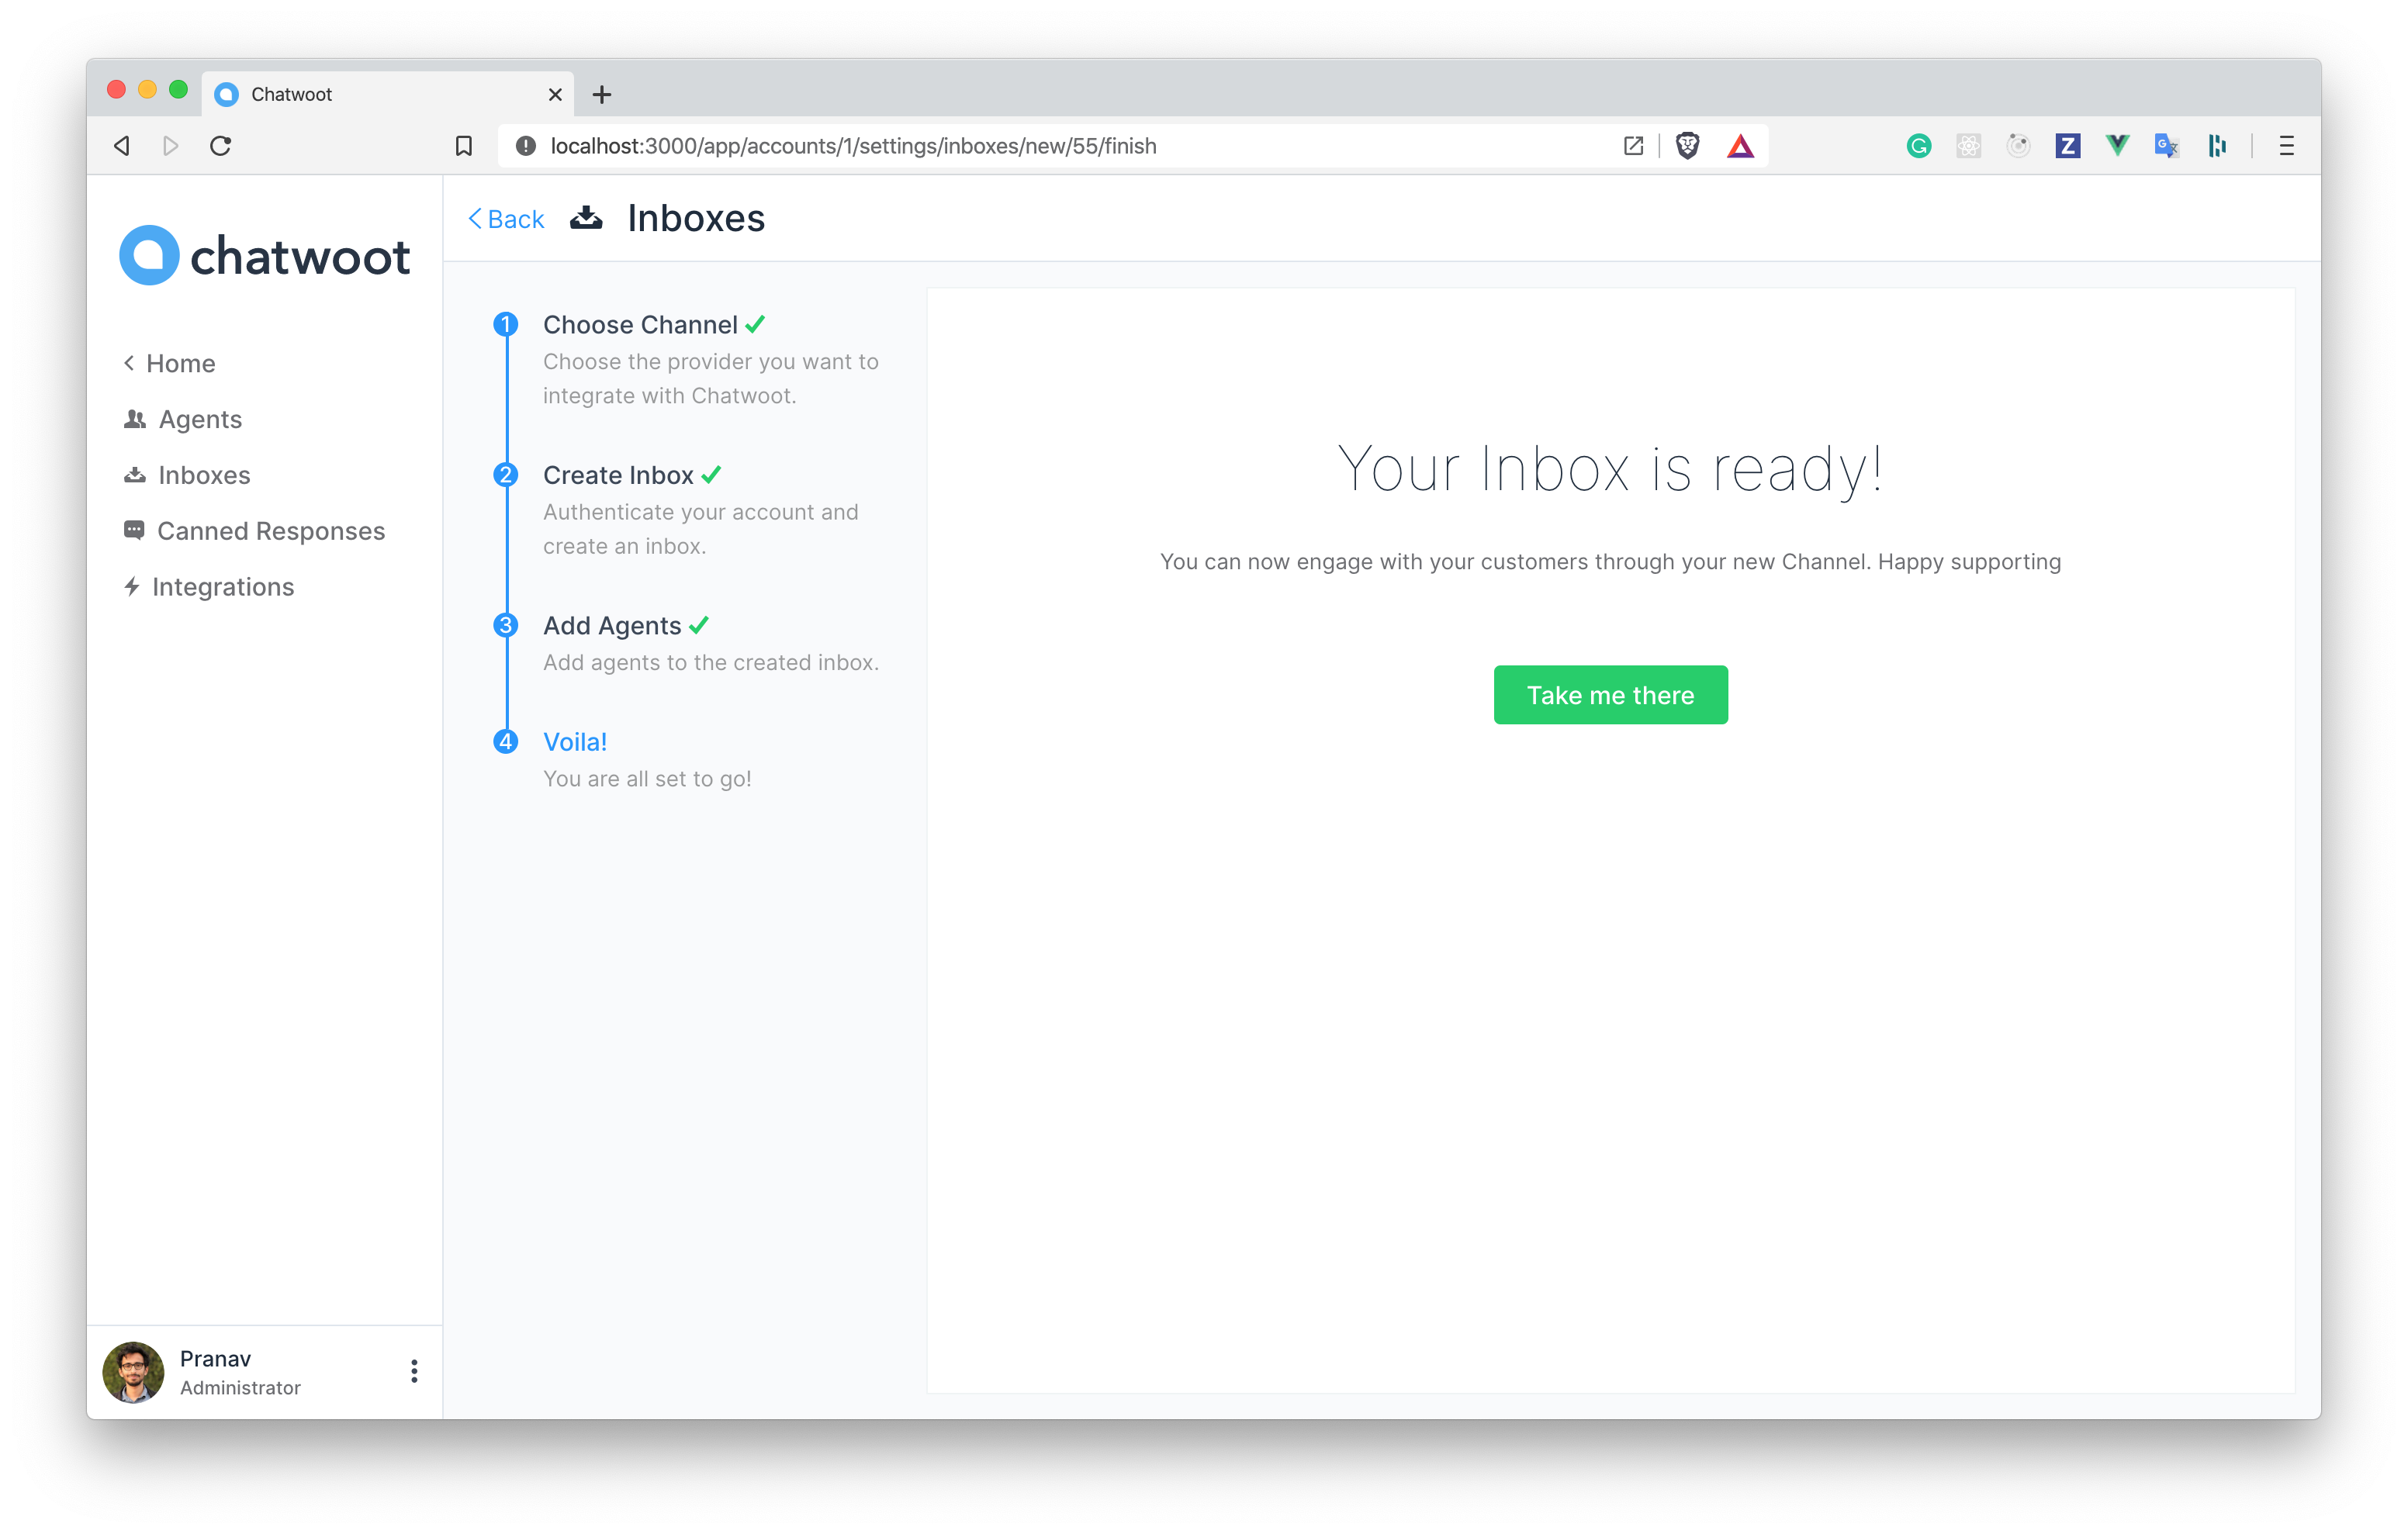 Chatwoot
localhost:3000/app/accounts/1/settings/inboxes/new/55/finish
chatwoot
Home
Agents
Inboxes
Canned Responses
Integrations
Pranav
Administrator
Back
Inboxes
1 Choose Channel
Choose the provider you want to
integrate with Chatwoot.
2 Create Inbox
Authenticate your account and
create an inbox.
3 Add Agents
Add agents to the created inbox.
4 Voila!
You are all set to go!
Your Inbox is ready!
You can now engage with your customers through your new Channel. Happy supporting
Take me there